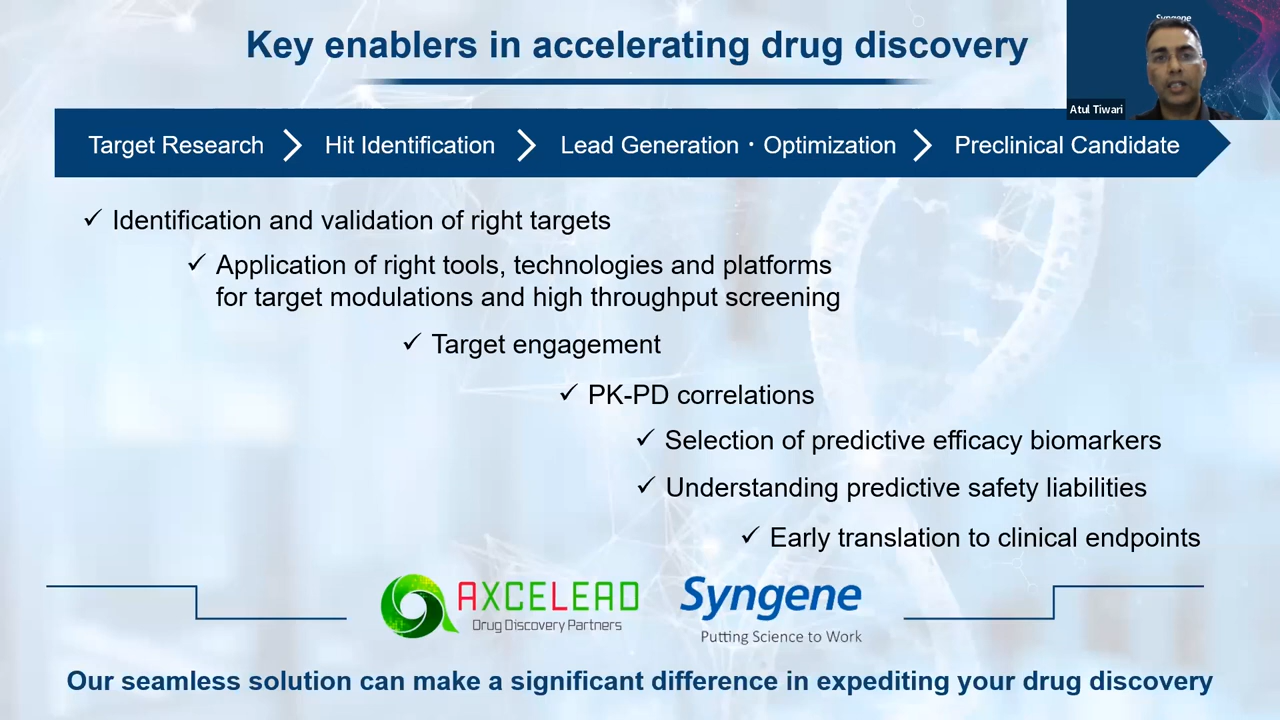 Key enablers in accelerating drug discovery
Syngene
Atul Tiwari
Target Research
Hit Identification
Lead Generation・Optimization
Preclinical Candidate
✓ Identification and validation of right targets
✓ Application of right tools, technologies and platforms
for target modulations and high throughput screening
✓ Target engagement
✓ PK-PD correlations
✓ Selection of predictive efficacy biomarkers
✓ Understanding predictive safety liabilities
✓ Early translation to clinical endpoints
AXCELEAD
Drug Discovery Partners
Syngene
Putting Science to Work
Our seamless solution can make a significant difference in expediting your drug discovery